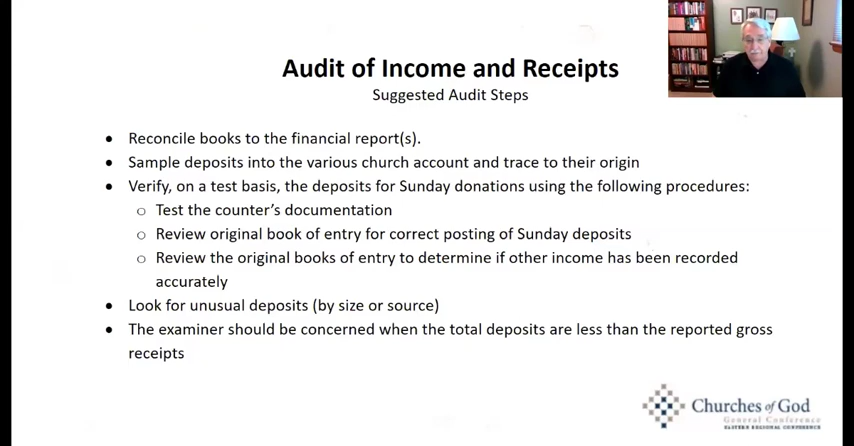 Audit of Income and Receipts
Suggested Audit Steps
• Reconcile books to the financial report(s).
• Sample deposits into the various church account and trace to their origin
• Verify, on a test basis, the deposits for Sunday donations using the following procedures:
o Test the counter's documentation
o Review original book of entry for correct posting of Sunday deposits
o Review the original books of entry to determine if other income has been recorded
accurately
• Look for unusual deposits (by size or source)
• The examiner should be concerned when the total deposits are less than the reported gross
receipts
Churches of God
General Conference
EASTERN REGIONAL CONFERENCE